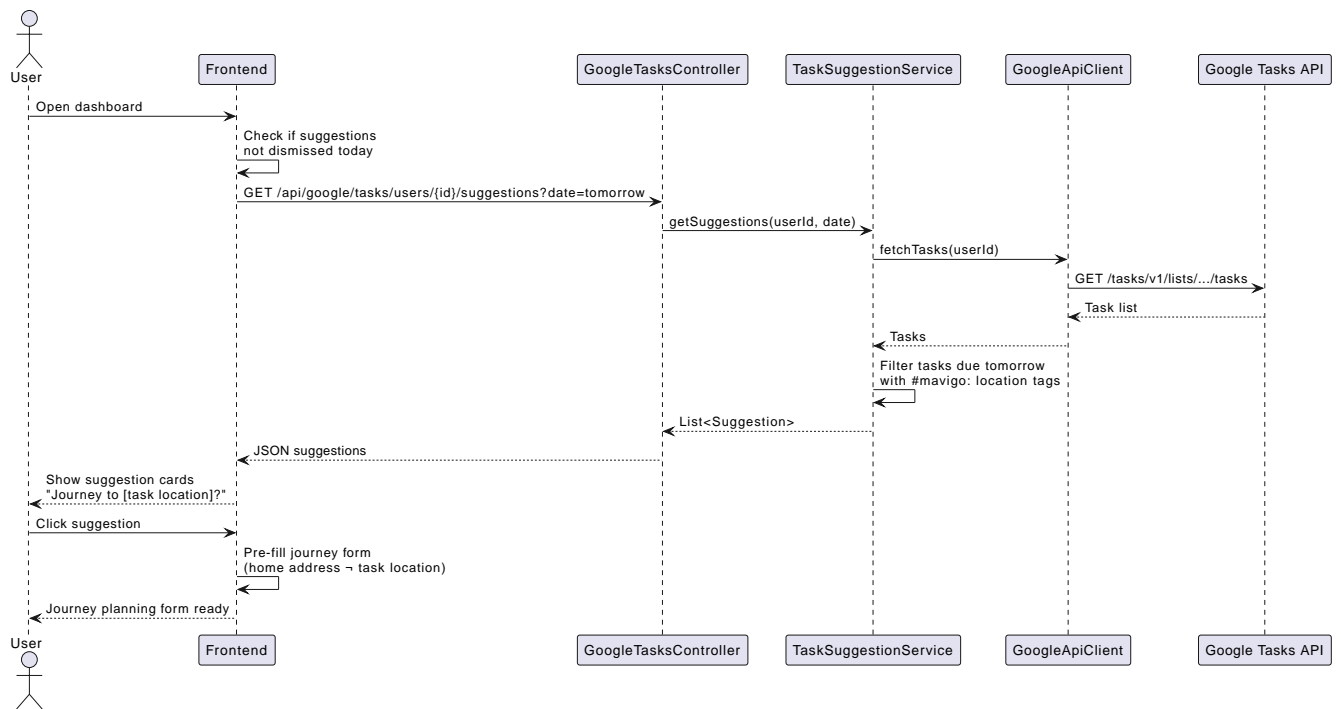 User
Frontend
GoogleTasksController
TaskSuggestionService
GoogleApiClient
Google Tasks API
Open dashboard
Check if suggestions
not dismissed today
GET /api/google/tasks/users/{id}/suggestions?date=tomorrow
getSuggestions(userId, date)
fetchTasks(userId)
GET /tasks/v1/lists/.../tasks
Task list
Tasks
Filter tasks due tomorrow
with #mavigo: location tags
List<Suggestion>
JSON suggestions
Show suggestion cards
"Journey to [task location]?"
Click suggestion
Pre-fill journey form
(home address ¬ task location)
Journey planning form ready
User
Frontend
GoogleTasksController
TaskSuggestionService
GoogleApiClient
Google Tasks API